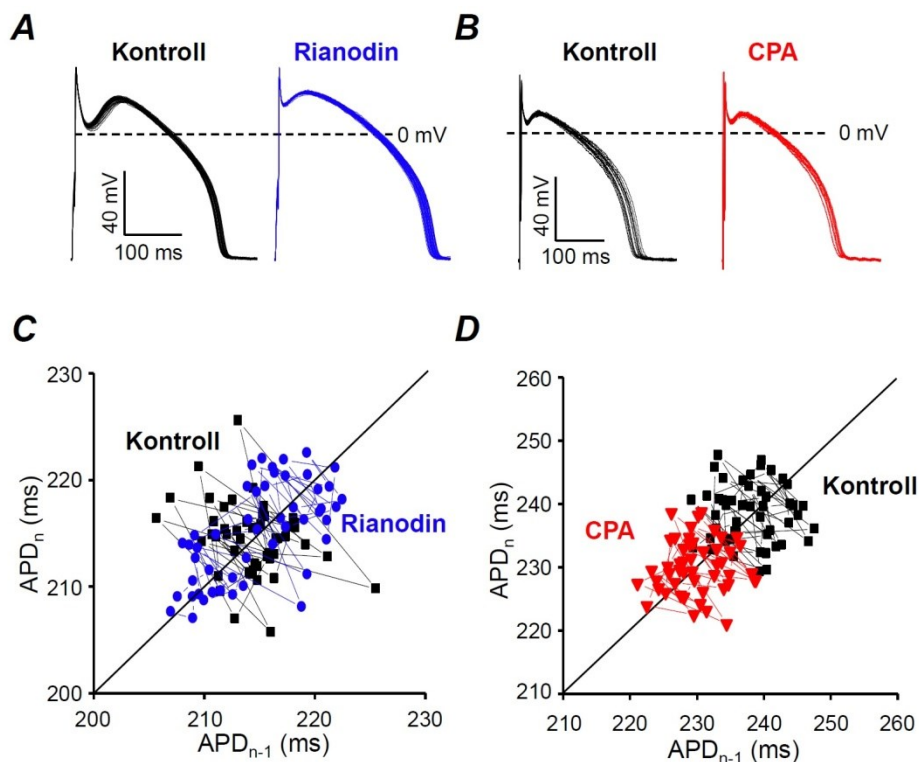 A
Kontroll
Rianodin
0 mV
40 mV
100 ms
B
Kontroll
CPA
0 mV
40 mV
100 ms
C
230
220
210
200
200
210
220
230
APDn (ms)
APDn-1 (ms)
Kontroll
Rianodin
D
260
250
240
230
220
210
210
220
230
240
250
260
APDn (ms)
APDn-1 (ms)
Kontroll
CPA